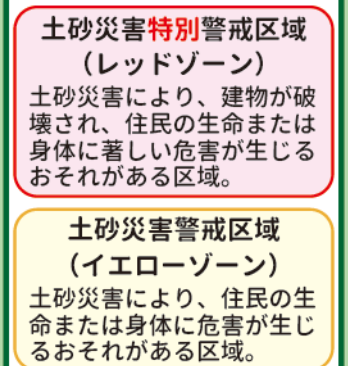 土砂災害特別警戒区域
（レッドゾーン）
土砂災害により、建物が破
壊され、住民の生命または
身体に著しい危害が生じる
おそれがある区域。
土砂災害警戒区域
（イエローゾーン）
土砂災害により、住民の生
命または身体に危害が生じ
るおそれがある区域。